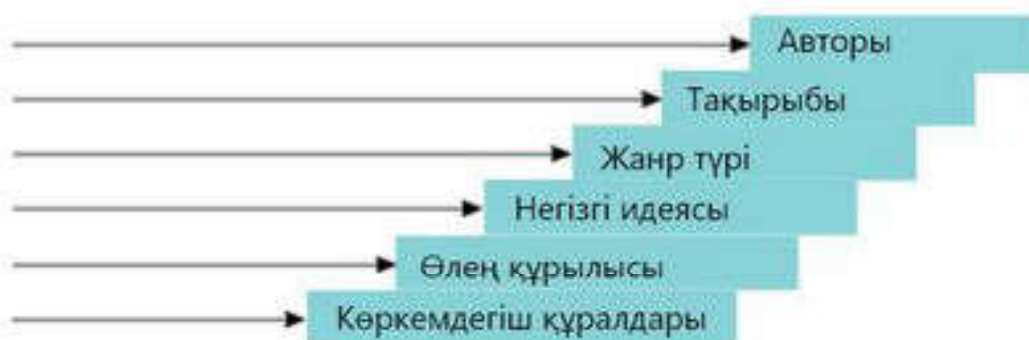 Авторы
Тақырыбы
Жанр түрі
Негізгі идеясы
Өлең құрылысы
Көркемдегіш құралдары